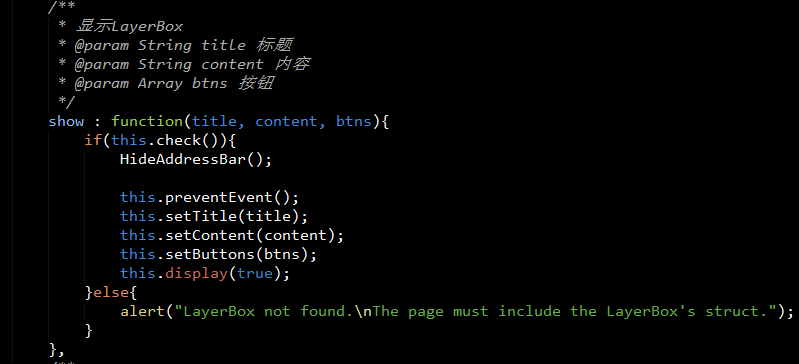 /**
 * 显示LayerBox
 * @param String title 标题
 * @param String content 内容
 * @param Array btns 按钮
 */
show : function(title, content, btns){
    if(this.check()){
        HideAddressBar();

        this.preventEvent();
        this.setTitle(title);
        this.setContent(content);
        this.setButtons(btns);
        this.display(true);
    }else{
        alert("LayerBox not found.\nThe page must include the LayerBox's struct.");
    }
},
/**